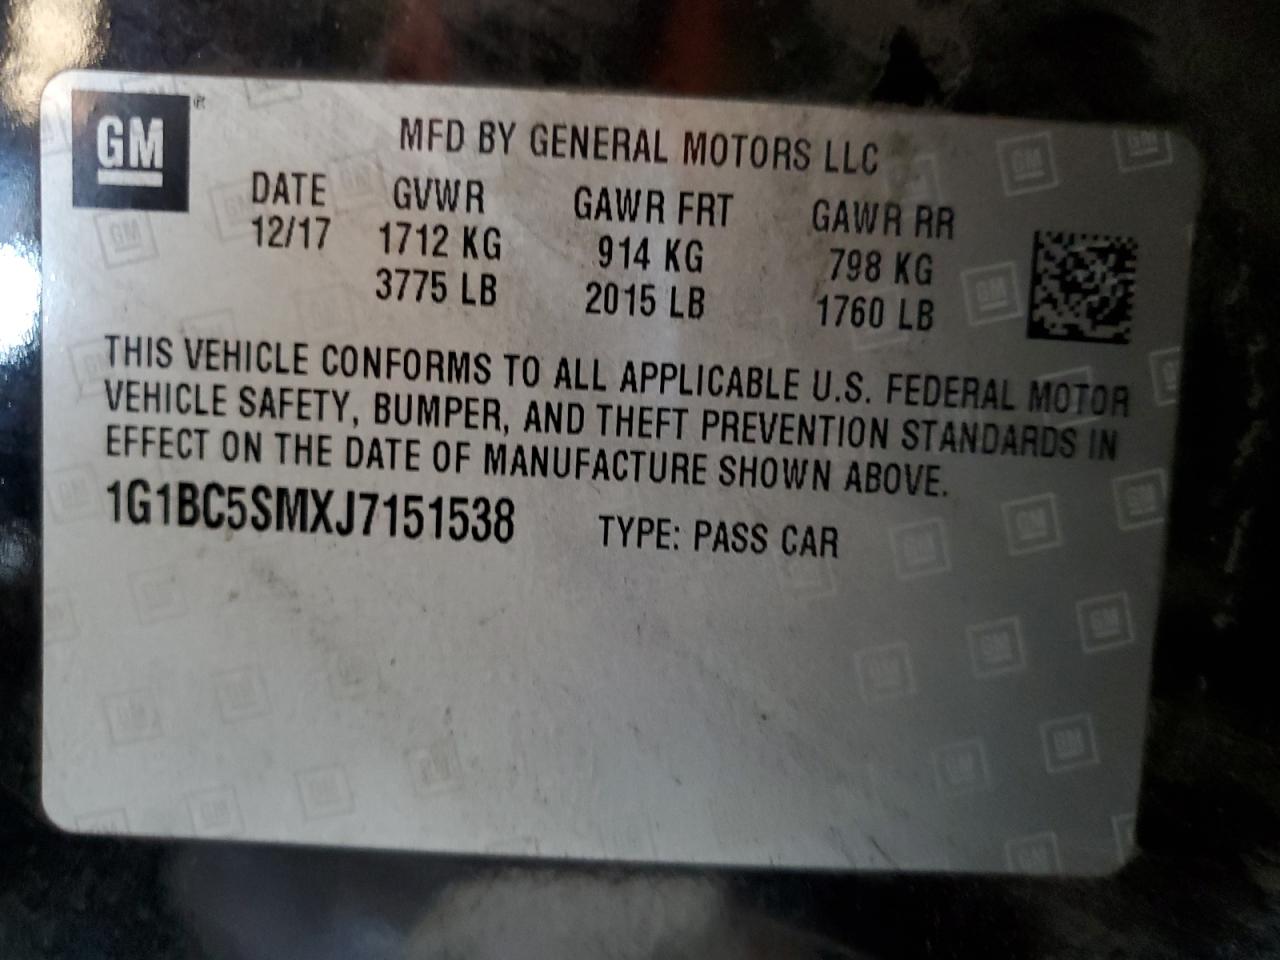 GM®
MFD BY GENERAL MOTORS LLC
DATE GVWR GAWR FRT GAWR RR
12/17 1712 KG 914 KG 798 KG
3775 LB 2015 LB 1760 LB
THIS VEHICLE CONFORMS TO ALL APPLICABLE U.S. FEDERAL MOTOR
VEHICLE SAFETY, BUMPER, AND THEFT PREVENTION STANDARDS IN
EFFECT ON THE DATE OF MANUFACTURE SHOWN ABOVE.
1G1BC5SMXJ7151538 TYPE: PASS CAR